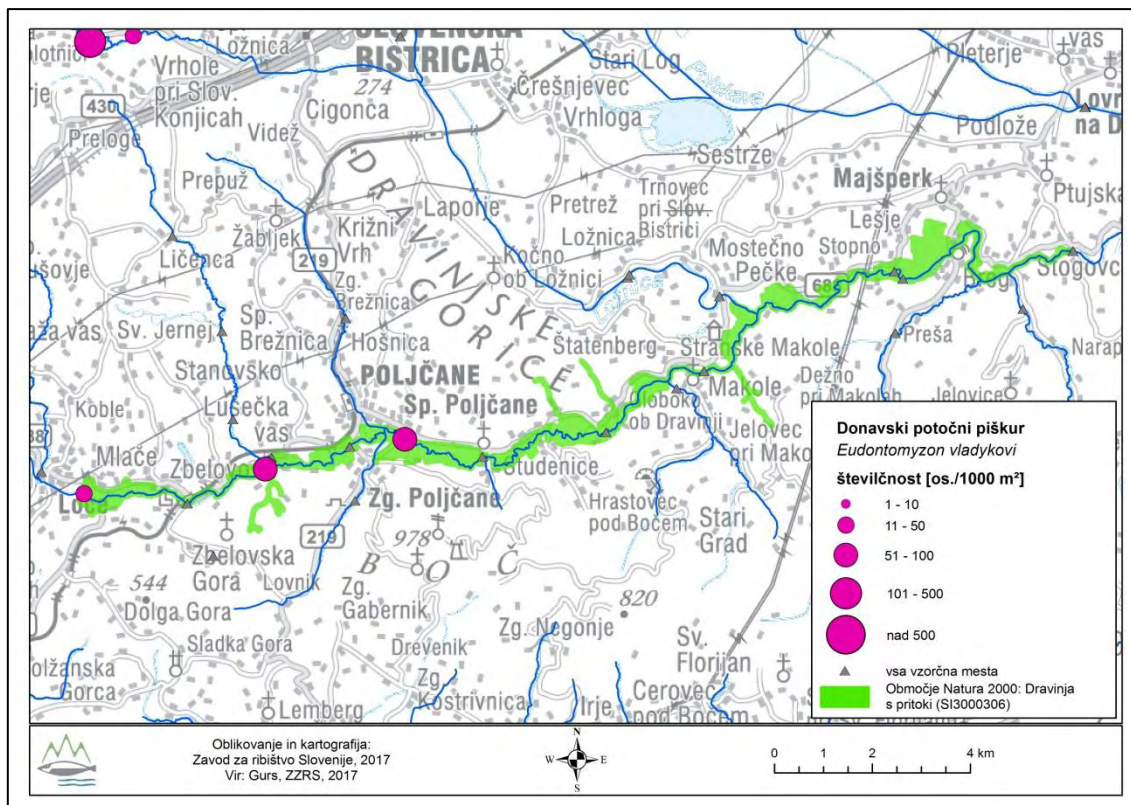 SLOVENSKA
BISTRICA
Ložnica
Vrhole
pri Slov.
Konjicah
430
Preloge
274
Cigonca
Videž
Črešnjevec
Vrhloga
Stari Log
Pleterje
vas
Podlože
Sestrže
Prepuž
Žabljek
Križni
Vrh
219
DRAVINJSKE
GORICE
Laporje
Pretrež
Kočno
ob Ložnici
Trnovec
pri Slov.
Bistrici
Ložnica
Mostečno
Pečke
Majšperk
Lešje
Stopno
Ptujska
688
Stogovci
Breg
Preša
Ličenca
Sv. Jernej
Zg.
Brežnica
Sp.
Brežnica
Hošnica
Stanovsko
Štatenberg
Stranske Makole
Makole
Dežno
pri Makolah
Jelovice
POLJČANE
Sp. Poljčane
Koble
Lušečka
vas
Mlače
Zbelovo
Loče
ob Dravinji
Jelovec
pri Mako
Studenice
Hrastovec
pod Bočem
Stari
Grad
Zg. Poljčane
219
978
BOČ
Zbelovska
Gora
544
Dolga Gora
Lovnik
Zg.
Gabernik
820
Sladka Gora
Drevenik
Zg. Negonje
Sv.
Florijan
Zg.
Kostrivnica
Gorca
Lemberg
Irje
Cerovec
pod Bočem
Donavski potočni piškur
Eudontomyzon vladykovi
številčnost [os./1000 m²]
1 - 10
11 - 50
51 - 100
101 - 500
nad 500
vsa vzorčna mesta
Območje Natura 2000: Dravinja
s pritoki (SI3000306)
Oblikovanje in kartografija:
Zavod za ribištvo Slovenije, 2017
Vir: Gurs, ZZRS, 2017
N
W E
S
0 1 2 4 km